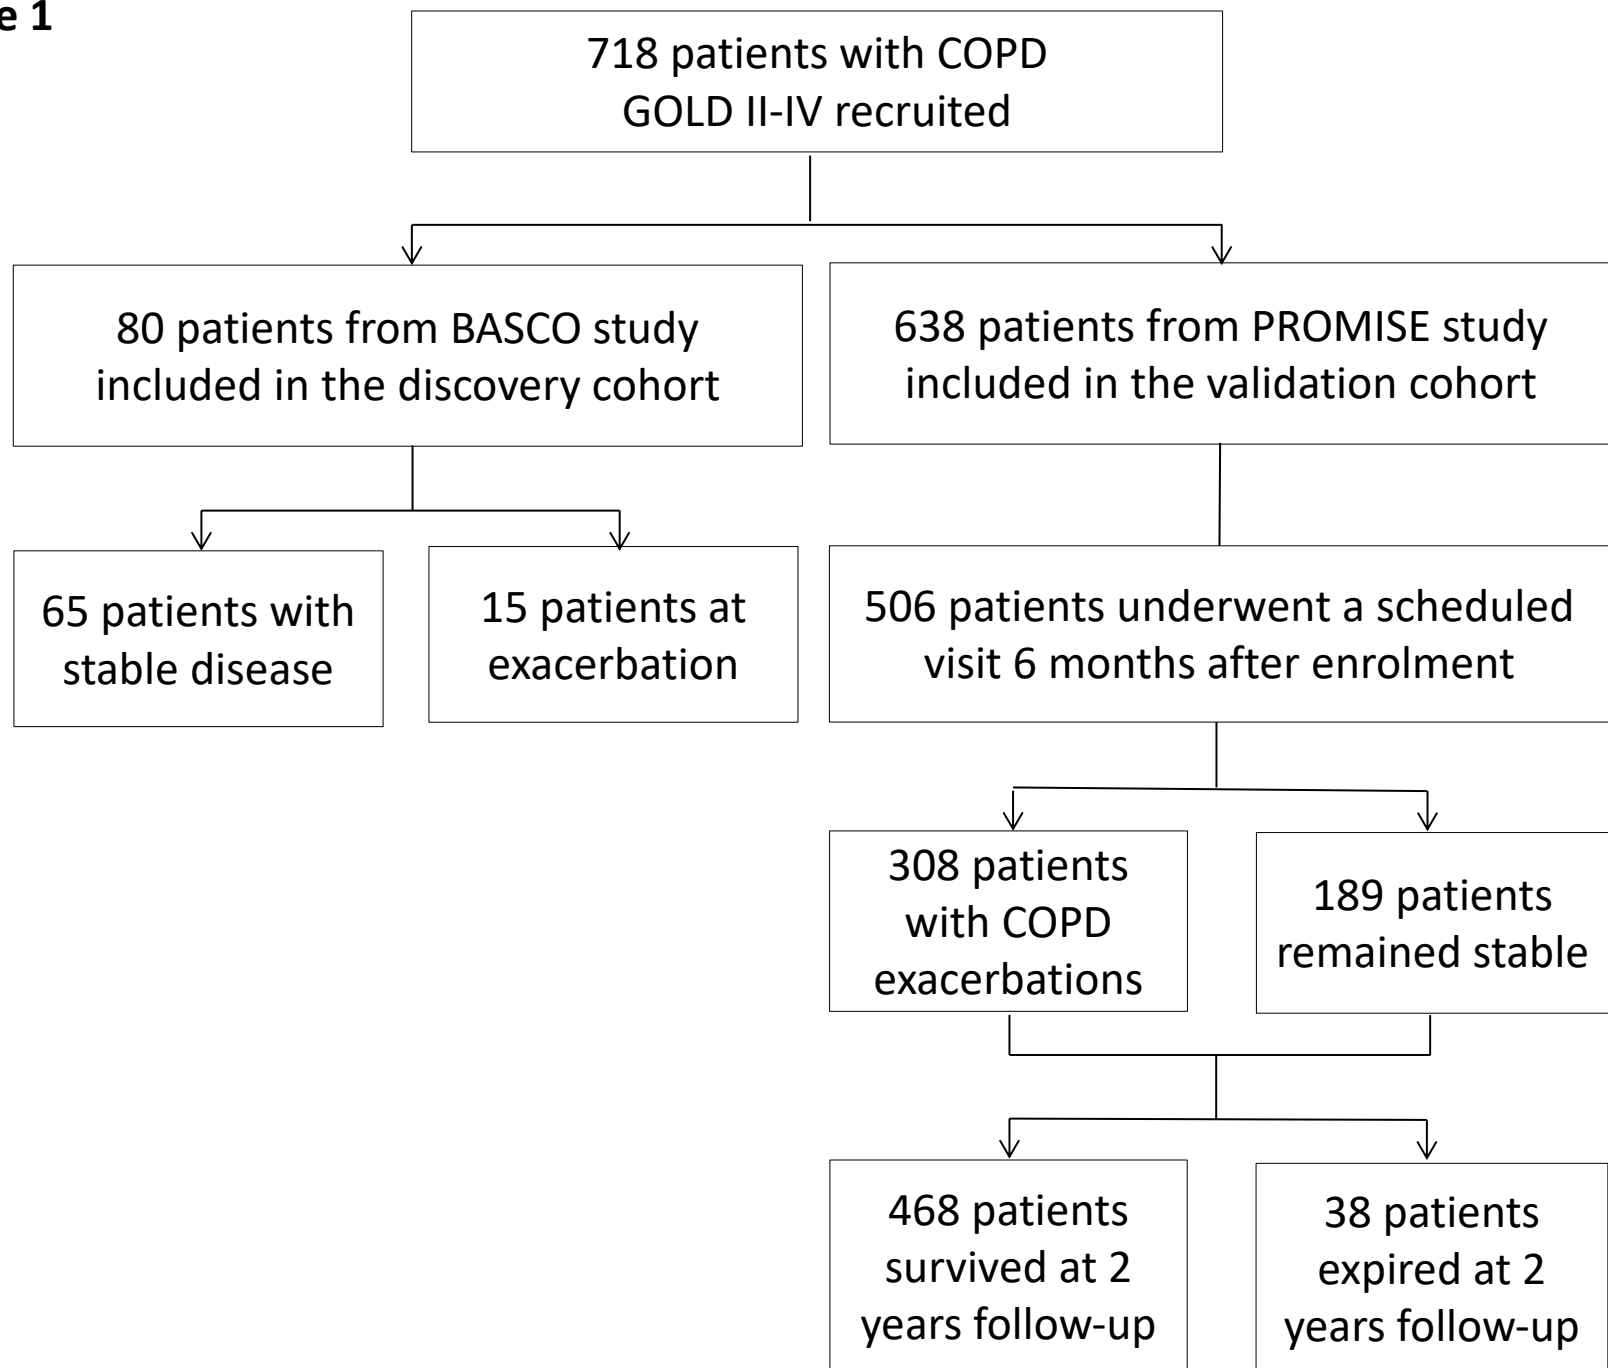 e 1
718 patients with COPD
GOLD II-IV recruited
80 patients from BASCO study
included in the discovery cohort
638 patients from PROMISE study
included in the validation cohort
65 patients with
stable disease
15 patients at
exacerbation
506 patients underwent a scheduled
visit 6 months after enrolment
308 patients
with COPD
exacerbations
189 patients
remained stable
468 patients
survived at 2
years follow-up
38 patients
expired at 2
years follow-up